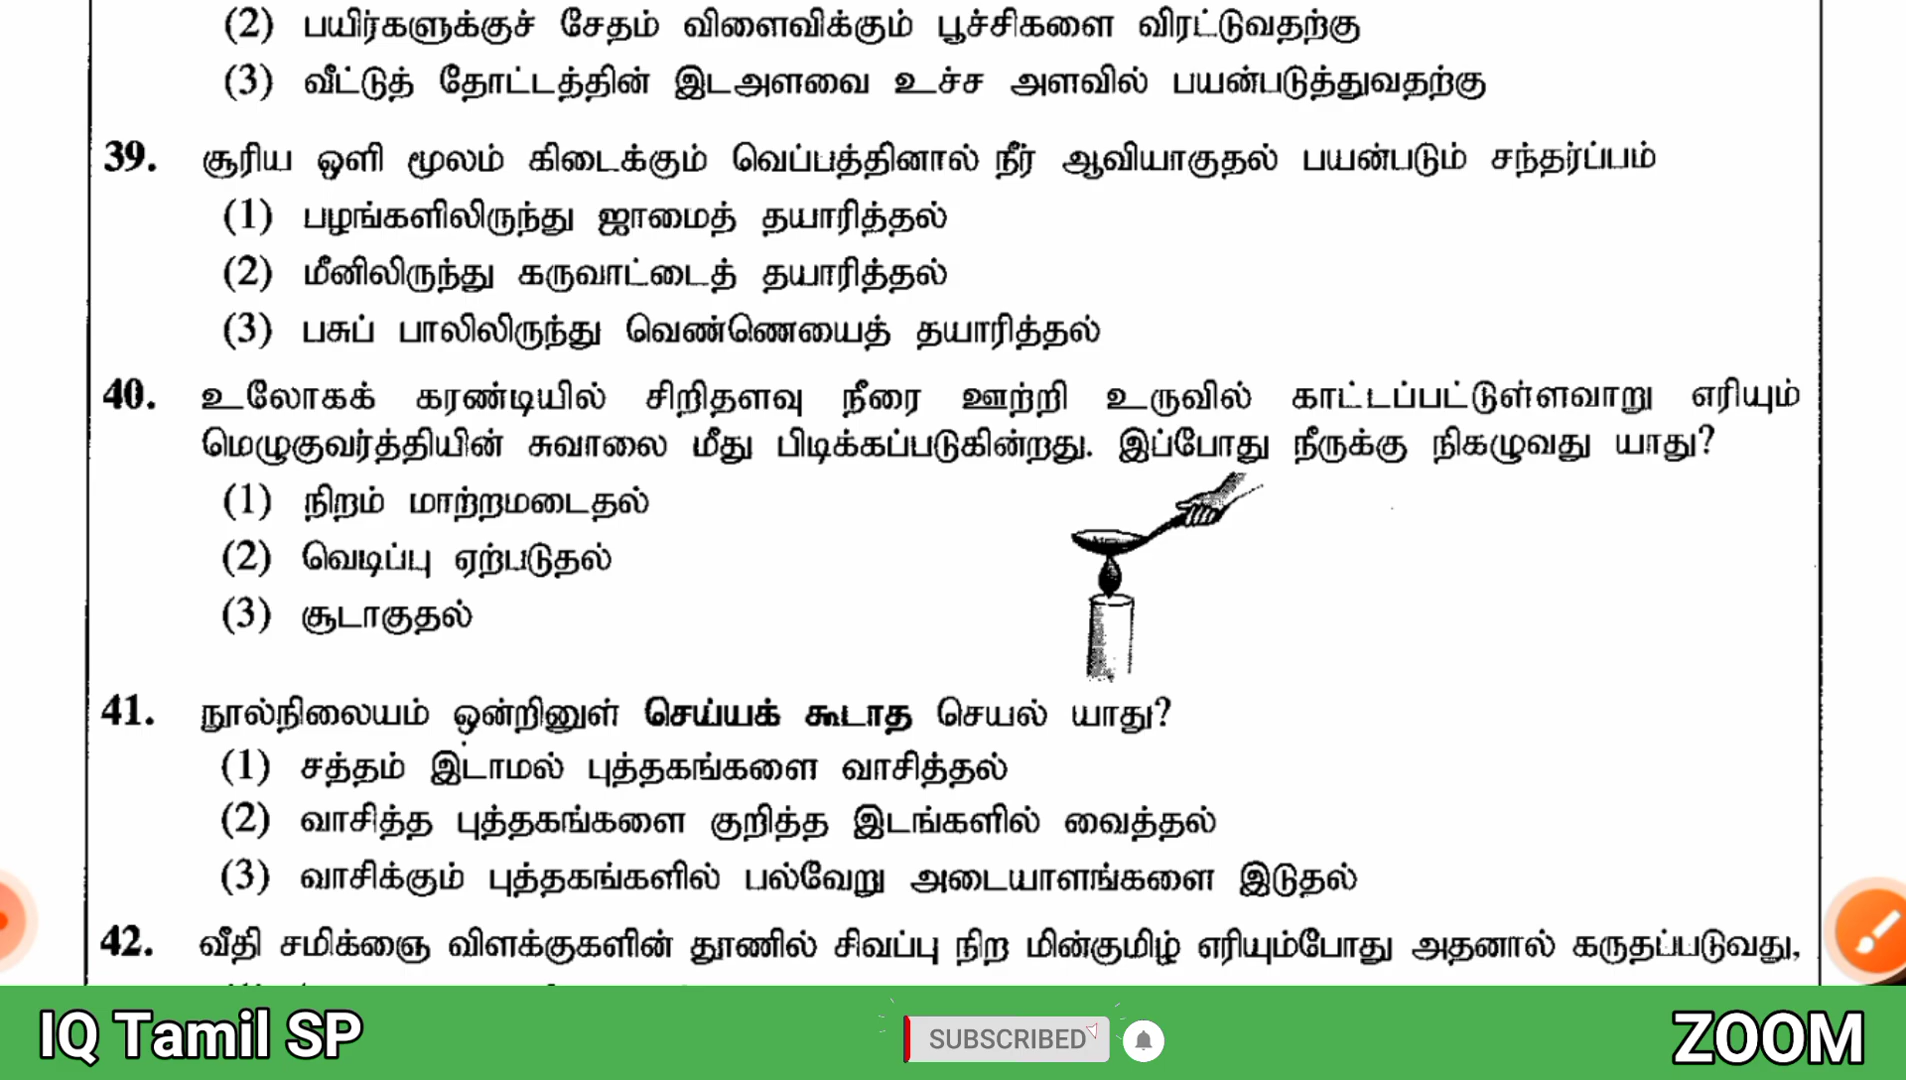 (2) பயிர்களுக்குச் சேதம் விளைவிக்கும் பூச்சிகளை விரட்டுவதற்கு
(3) வீட்டுத் தோட்டத்தின் இடஅளவை உச்ச அளவில் பயன்படுத்துவதற்கு
39. சூரிய ஒளி மூலம் கிடைக்கும் வெப்பத்தினால் நீர் ஆவியாகுதல் பயன்படும் சந்தர்ப்பம்
(1) பழங்களிலிருந்து ஜாமைத் தயாரித்தல்
(2) மீனிலிருந்து கருவாட்டைத் தயாரித்தல்
(3) பசுப் பாலிலிருந்து வெண்ணெயைத் தயாரித்தல்
40. உலோகக் கரண்டியில் சிறிதளவு நீரை ஊற்றி உருவில் காட்டப்பட்டுள்ளவாறு எரியும்
மெழுகுவர்த்தியின் சுவாலை மீது பிடிக்கப்படுகின்றது. இப்போது நீருக்கு நிகழுவது யாது?
(1) நிறம் மாற்றமடைதல்
(2) வெடிப்பு ஏற்படுதல்
(3) சூடாகுதல்
41. நூல்நிலையம் ஒன்றினுள் செய்யக் கூடாத செயல் யாது?
(1) சத்தம் இடாமல் புத்தகங்களை வாசித்தல்
(2) வாசித்த புத்தகங்களை குறித்த இடங்களில் வைத்தல்
(3) வாசிக்கும் புத்தகங்களில் பல்வேறு அடையாளங்களை இடுதல்
42. வீதி சமிக்ஞை விளக்குகளின் தூணில் சிவப்பு நிற மின்குமிழ் எரியும்போது அதனால் கருதப்படுவது,
IQ Tamil SP
SUBSCRIBED
ZOOM